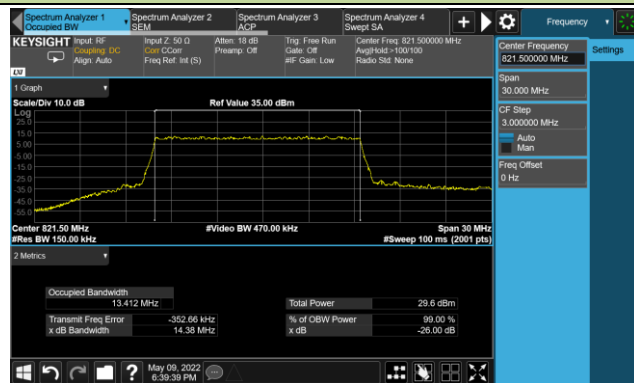 Spectrum Analyzer 1
Occupied BW
Spectrum Analyzer 2
SEM
Spectrum Analyzer 3
ACP
Spectrum Analyzer 4
Swept SA
Frequency
KEYSIGHT
Input: RF
Coupling: DC
Align: Auto
Input Z: 50 Ω
Corr CCorr
Freq Ref: Int (S)
Atten: 18 dB
Preamp: Off
Trig: Free Run
Gate: Off
#IF Gain: Low
Center Freq: 821.500000 MHz
Avg|Hold:>100/100
Radio Std: None
LXI
Center Frequency
821.500000 MHz
Settings
Span
30.000 MHz
CF Step
3.000000 MHz
Auto
Man
Freq Offset
0 Hz
1 Graph
Scale/Div 10.0 dB
Ref Value 35.00 dBm
Log
25.0
15.0
5.00
-5.00
-15.0
-25.0
-35.0
-45.0
-55.0
Center 821.50 MHz
#Video BW 470.00 kHz
Span 30 MHz
#Res BW 150.00 kHz
#Sweep 100 ms (2001 pts)
2 Metrics
Occupied Bandwidth
13.412 MHz
Total Power 29.6 dBm
Transmit Freq Error -352.66 kHz
% of OBW Power 99.00 %
x dB Bandwidth 14.38 MHz
x dB -26.00 dB
?
May 09, 2022
6:39:39 PM